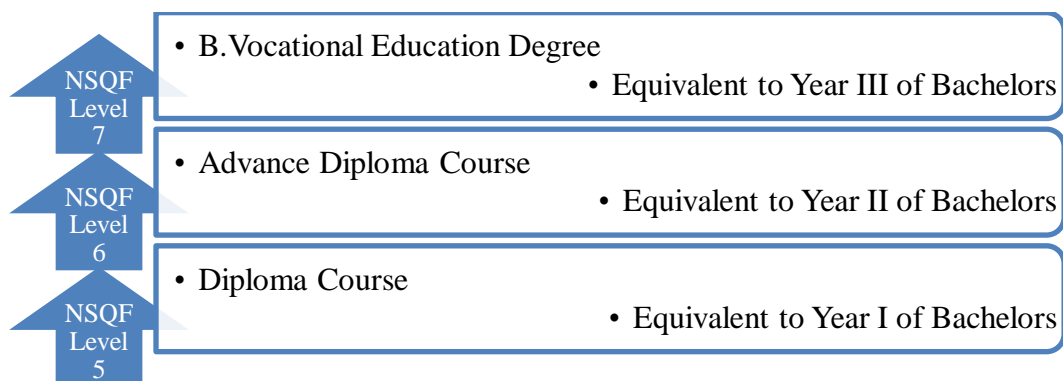 NSQF
Level
7
• B.Vocational Education Degree
• Equivalent to Year III of Bachelors
NSQF
Level
6
• Advance Diploma Course
• Equivalent to Year II of Bachelors
NSQF
Level
5
• Diploma Course
• Equivalent to Year I of Bachelors